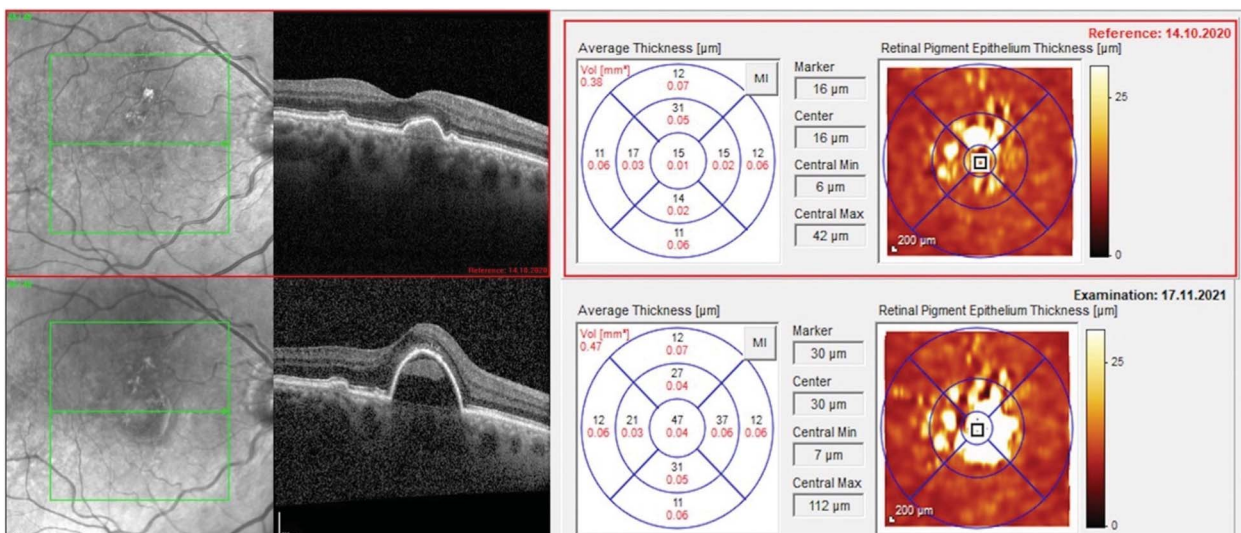 Reference: 14.10.2020
Average Thickness [µm]
Retinal Pigment Epithelium Thickness [µm]
Vol [mm³]
0.38
MI
12
0.07
31
0.05
11
0.06
17
0.03
15
0.01
15
0.02
12
0.06
14
0.02
11
0.06
Marker
16 µm
Center
16 µm
Central Min
6 µm
Central Max
42 µm
200 µm
25
0
Reference: 14.10.2020
Examination: 17.11.2021
Average Thickness [µm]
Retinal Pigment Epithelium Thickness [µm]
Vol [mm³]
0.47
MI
12
0.07
27
0.04
12
0.06
21
0.03
47
0.04
37
0.06
12
0.06
31
0.05
11
0.06
Marker
30 µm
Center
30 µm
Central Min
7 µm
Central Max
112 µm
200 µm
25
0